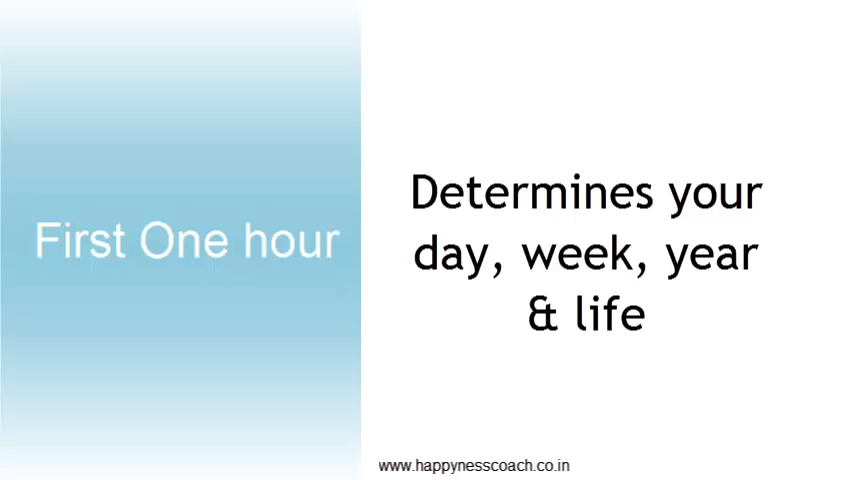 First One hour
Determines your
day, week, year
& life
www.happynesscoach.co.in